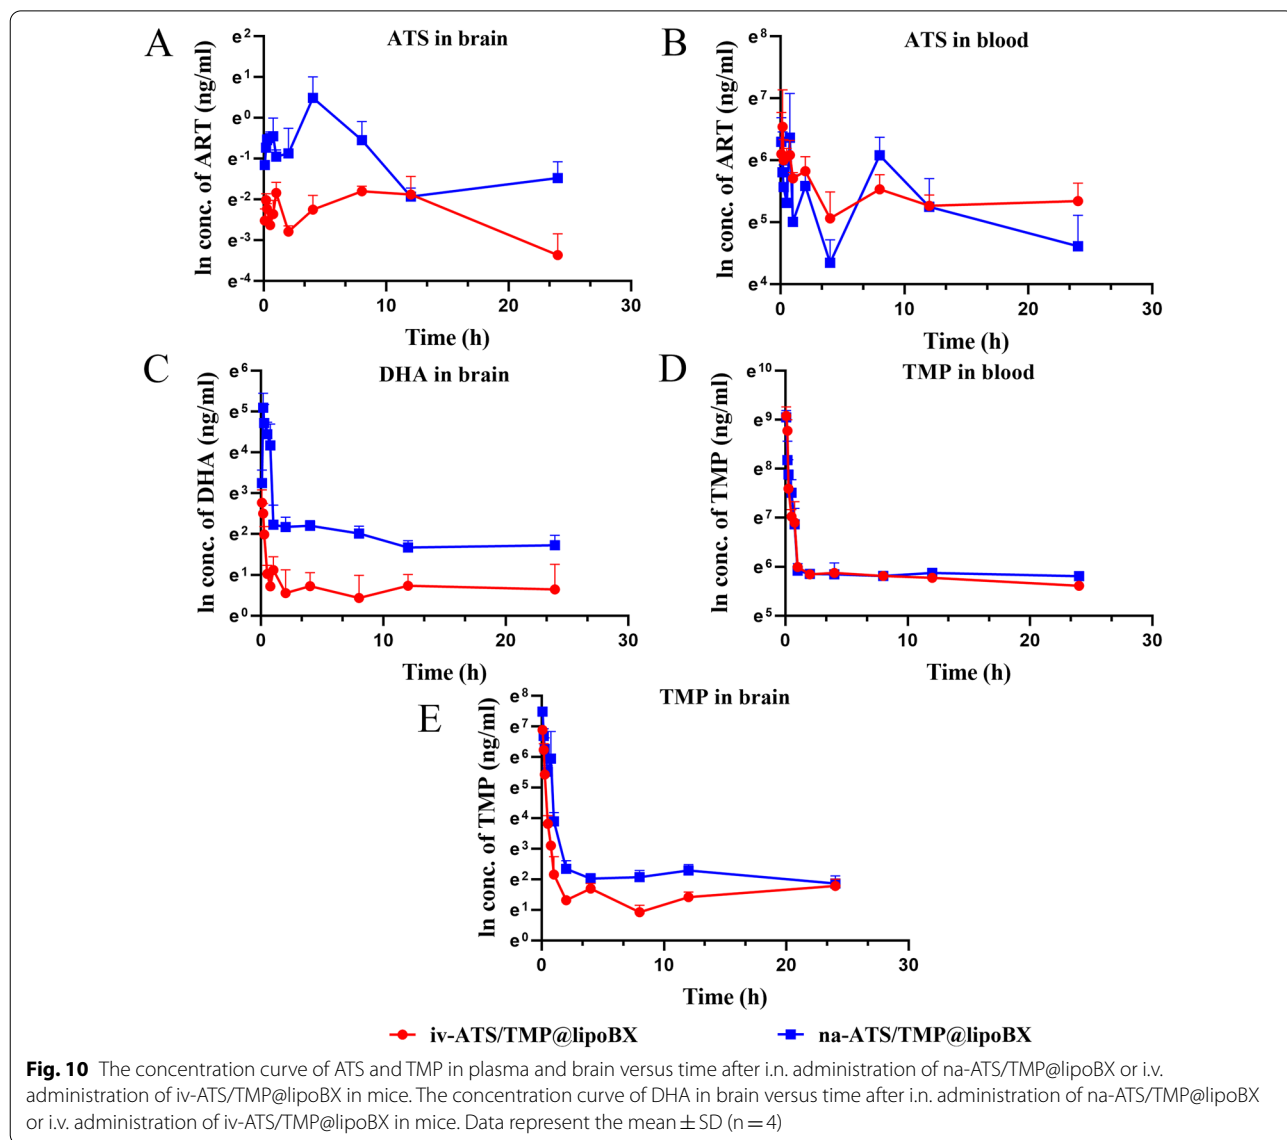 A
ATS in brain
ln conc. of ART (ng/ml)
e²
e¹
e⁰
e⁻¹
e⁻²
e⁻³
e⁻⁴
0 10 20 30
Time (h)
B
ATS in blood
ln conc. of ART (ng/ml)
e⁸
e⁷
e⁶
e⁵
e⁴
0 10 20 30
Time (h)
C
DHA in brain
ln conc. of DHA (ng/ml)
e⁶
e⁵
e⁴
e³
e²
e¹
e⁰
0 10 20 30
Time (h)
D
TMP in blood
ln conc. of TMP (ng/ml)
e¹⁰
e⁹
e⁸
e⁷
e⁶
e⁵
0 10 20 30
Time (h)
E
TMP in brain
ln conc. of TMP (ng/ml)
e⁸
e⁷
e⁶
e⁵
e⁴
e³
e²
e¹
e⁰
0 10 20 30
Time (h)
iv-ATS/TMP@lipoBX
na-ATS/TMP@lipoBX
Fig. 10 The concentration curve of ATS and TMP in plasma and brain versus time after i.n. administration of na-ATS/TMP@lipoBX or i.v.
administration of iv-ATS/TMP@lipoBX in mice. The concentration curve of DHA in brain versus time after i.n. administration of na-ATS/TMP@lipoBX
or i.v. administration of iv-ATS/TMP@lipoBX in mice. Data represent the mean ± SD (n = 4)